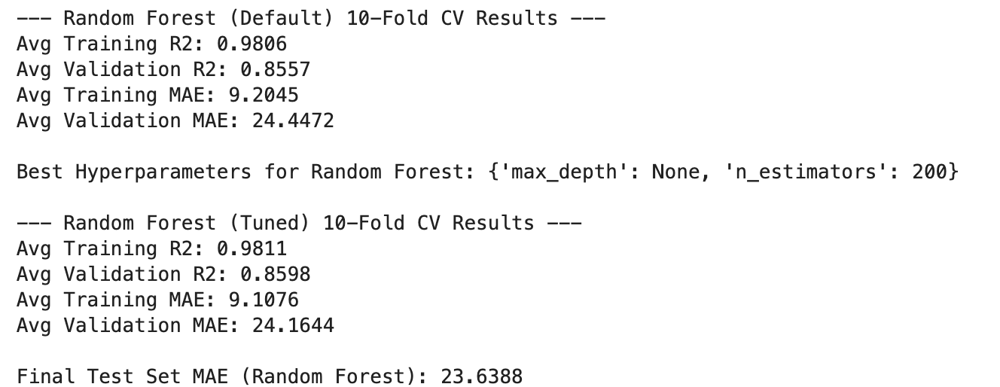 --- Random Forest (Default) 10-Fold CV Results ---
Avg Training R2: 0.9806
Avg Validation R2: 0.8557
Avg Training MAE: 9.2045
Avg Validation MAE: 24.4472
Best Hyperparameters for Random Forest: {'max_depth': None, 'n_estimators': 200}
--- Random Forest (Tuned) 10-Fold CV Results ---
Avg Training R2: 0.9811
Avg Validation R2: 0.8598
Avg Training MAE: 9.1076
Avg Validation MAE: 24.1644
Final Test Set MAE (Random Forest): 23.6388